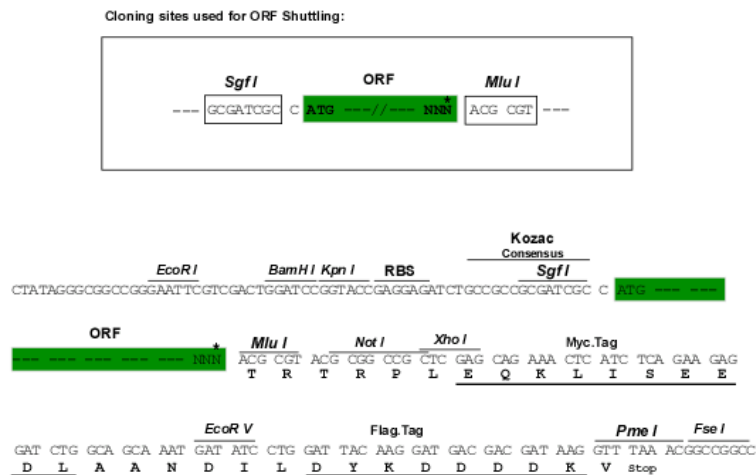 Cloning sites used for ORF Shuttling:
Sgf I ORF Mlu I
--- GCGATCGC C ATG ---//--- NNN* ACG CGT ---
Kozac
Consensus
EcoR I BamH I Kpn I RBS Sgf I
CTATAGGGCGGCCGGGAATTCGTCGACTGGATCCGGTACCGAGGAGATCTGCCGCCGCGATCGC C ATG --- ---
ORF Mlu I Not I Xho I Myc.Tag
--- --- --- --- --- --- NNN* ACG CGT ACG CGG CCG CTC GAG CAG AAA CTC ATC TCA GAA GAG
T R T R P L E Q K L I S E E
EcoR V Flag.Tag Pme I Fse I
GAT CTG GCA GCA AAT GAT ATC CTG GAT TAC AAG GAT GAC GAC GAT AAG GTT TAA ACGGCCGGCC
D L A A N D I L D Y K D D D D K V Stop